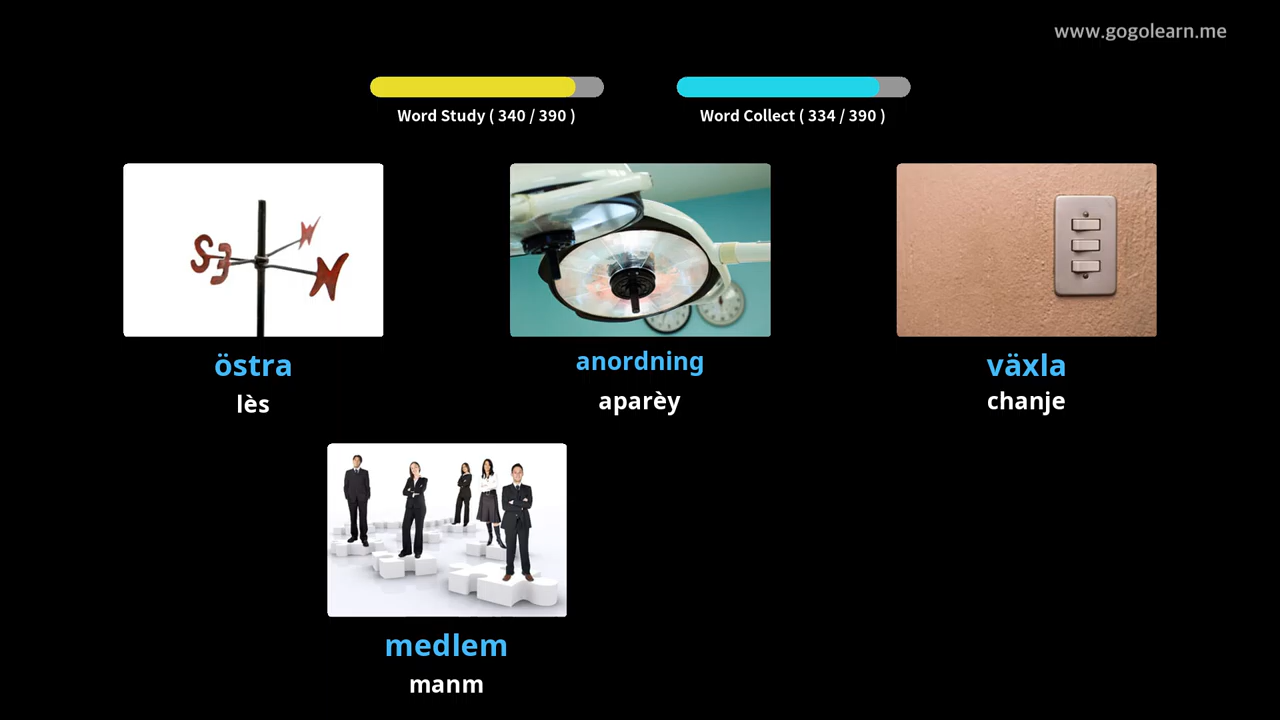 www.gogolearn.me
Word Study ( 340 / 390 )
Word Collect ( 334 / 390 )
östra
anordning
växla
lès
aparèy
chanje
medlem
manm